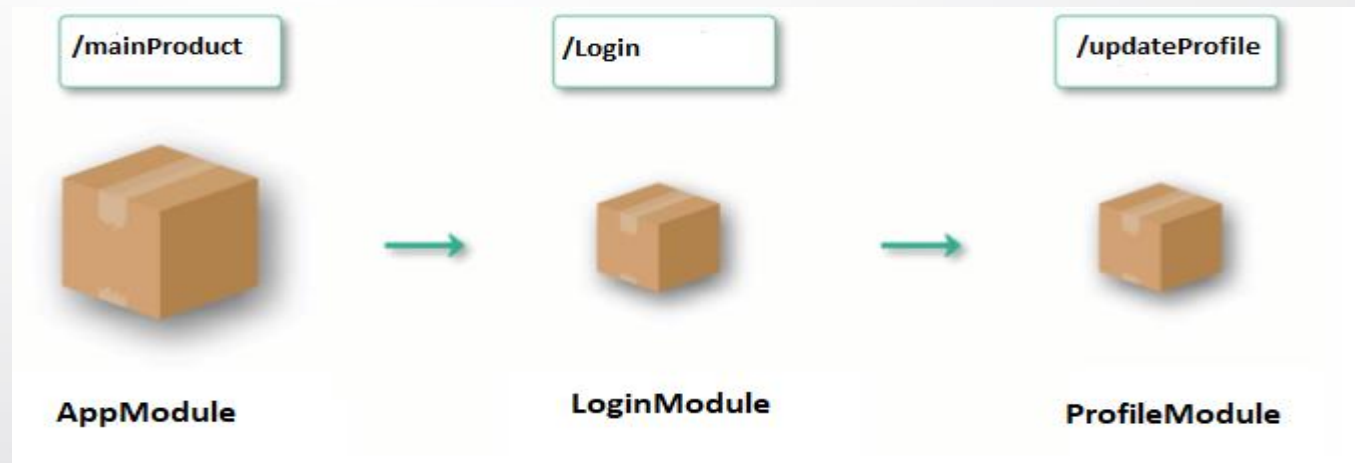 /mainProduct
/Login
/updateProfile
AppModule
LoginModule
ProfileModule